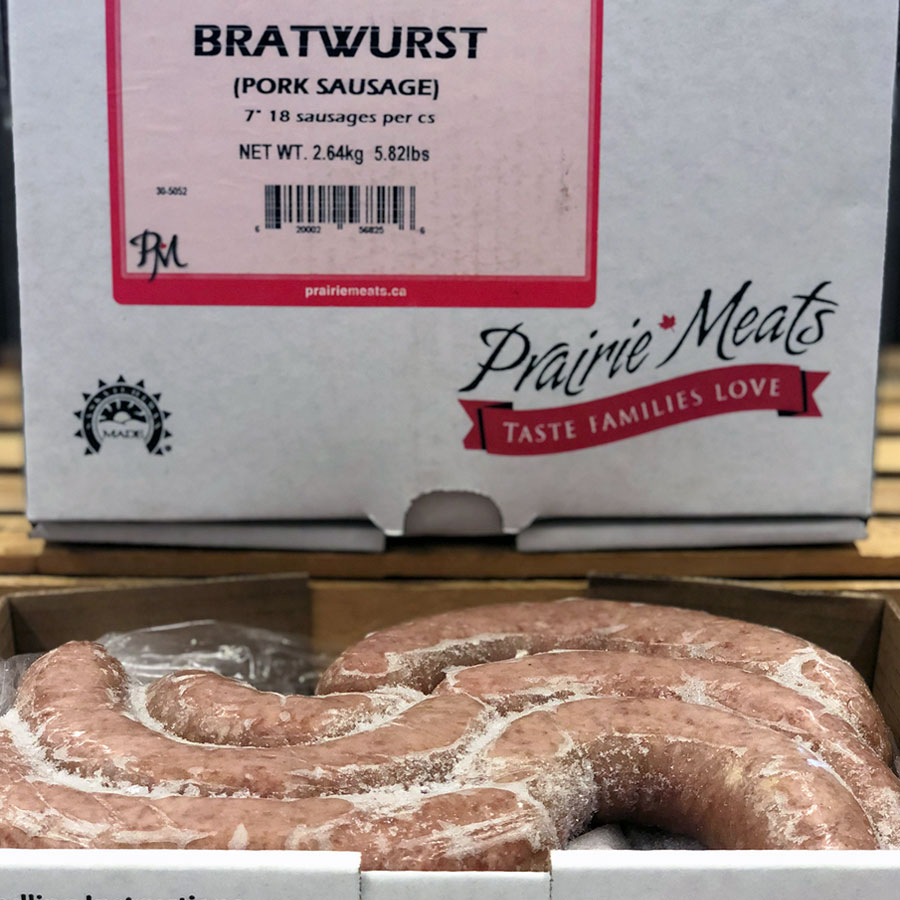 BRATWURST
(PORK SAUSAGE)
7" 18 sausages per cs
NET WT. 2.64kg 5.82lbs
30-5052
6 20002 56825 6
PM
prairiemeats.ca
Prairie Meats
TASTE FAMILIES LOVE
SASKATCHEWAN
MADE